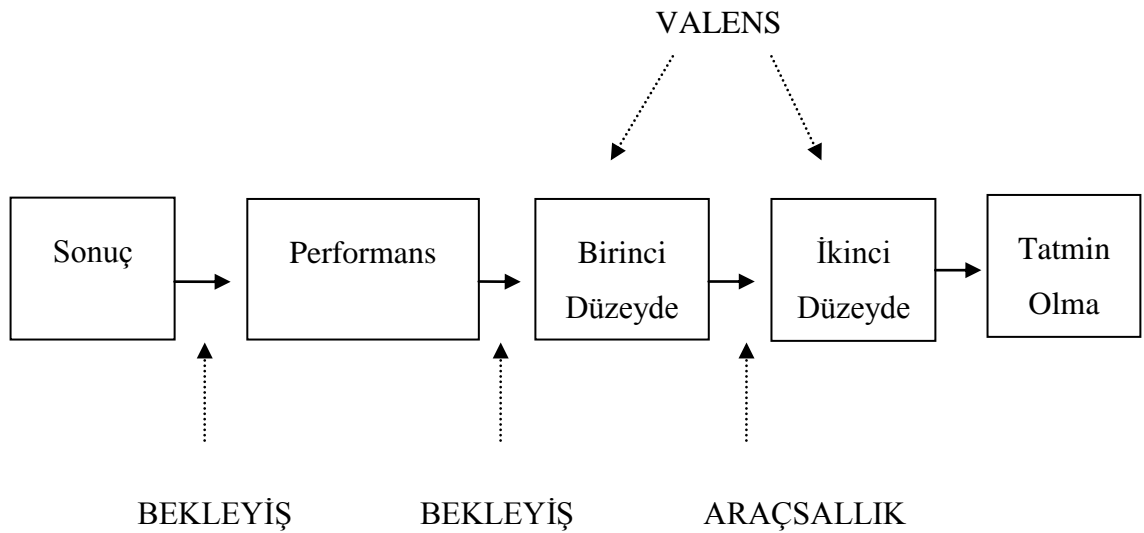 VALENS
Sonuç
Performans
Birinci
Düzeyde
İkinci
Düzeyde
Tatmin
Olma
BEKLEYİŞ
BEKLEYİŞ
ARAÇSALLIK